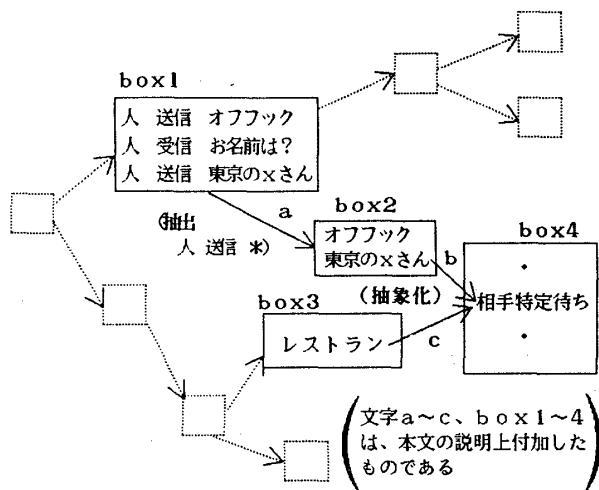 box1
人 送信 オフフック
人 受信 お名前は?
人 送信 東京のxさん
(抽出
人 送信 *)
a
box2
オフフック
東京のxさん
b
(抽象化)
box3
レストラン
c
box4
・
相手特定待ち
・
(文字a~c、box1~4
は、本文の説明上付加した
ものである)